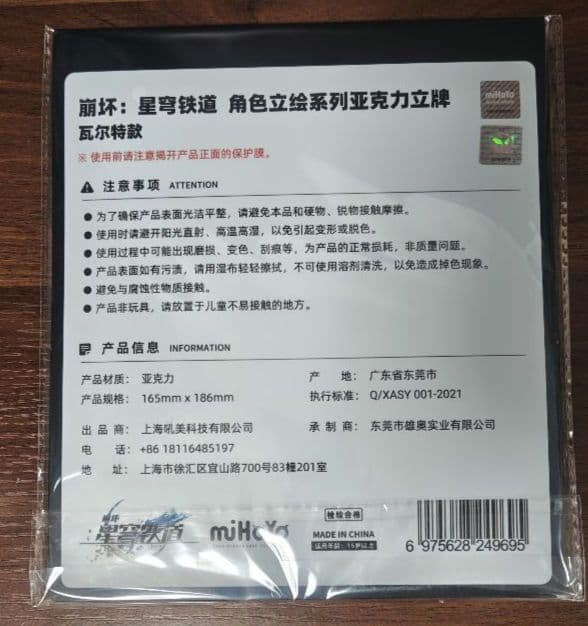 崩坏：星穹铁道 角色立绘系列亚克力立牌
瓦尔特款
miHoYo
※ 使用前请注意揭开产品正面的保护膜。
注意事项 ATTENTION
● 为了确保产品表面光洁平整，请避免本品和硬物、锐物接触摩擦。
● 使用时请避开阳光直射、高温高湿，以免引起变形或脱色。
● 使用过程中可能出现磨损、变色、刮痕等，为产品的正常损耗，非质量问题。
● 产品表面如有污渍，请用湿布轻轻擦拭，不可使用溶剂清洗，以免造成掉色现象。
● 避免与腐蚀性物质接触。
● 产品非玩具，请放置于儿童不易接触的地方。
产品信息 INFORMATION
产品材质： 亚克力 产 地： 广东省东莞市
产品规格： 165mm x 186mm 执行标准： Q/XASY 001-2021
出 品 商： 上海吼美科技有限公司 承 制 商： 东莞市雄奥实业有限公司
电 话： +86 18116485197
地 址： 上海市徐汇区宜山路700号83幢201室
崩坏
星穹铁道
miHoYo
检验合格
MADE IN CHINA
适用年龄：15岁以上
6 975628 249695